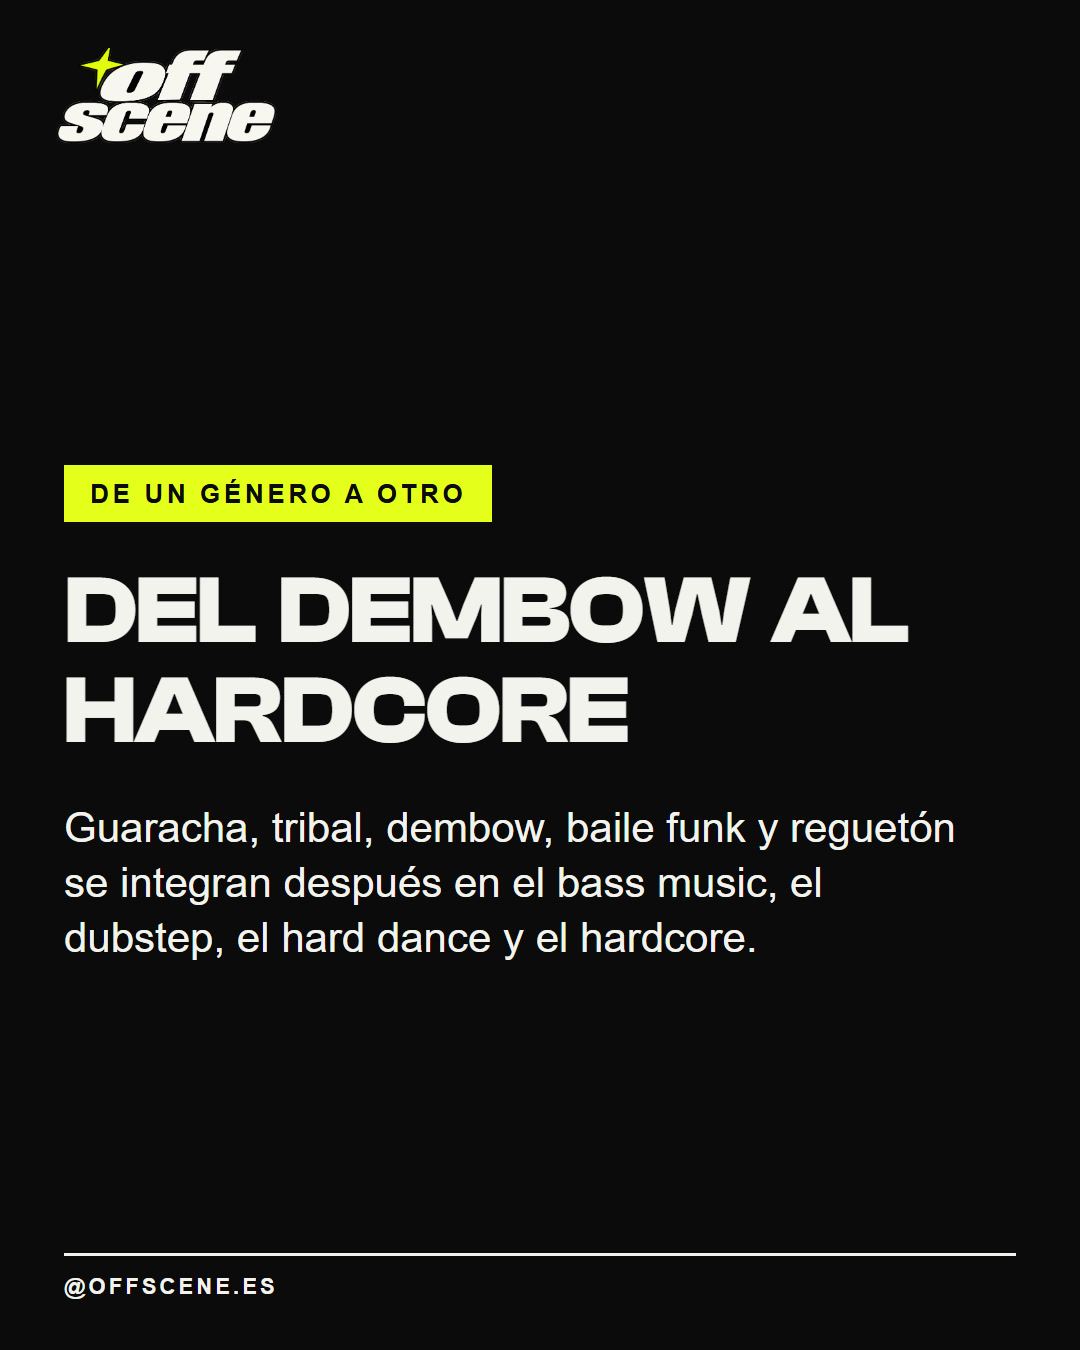 off
scene
DE UN GÉNERO A OTRO
DEL DEMBOW AL
HARDCORE
Guaracha, tribal, dembow, baile funk y reguetón
se integran después en el bass music, el
dubstep, el hard dance y el hardcore.
@OFFSCENE.ES